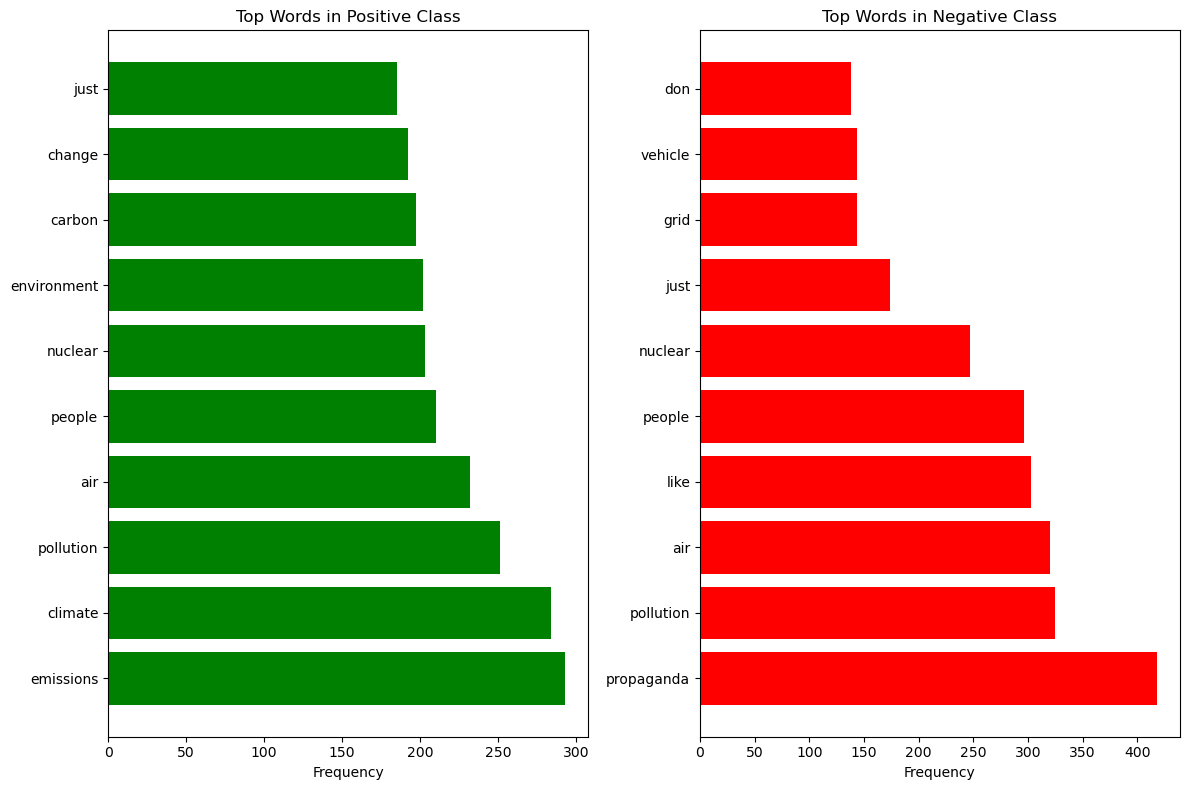 Top Words in Positive Class
just
change
carbon
environment
nuclear
people
air
pollution
climate
emissions
0 50 100 150 200 250 300
Frequency
Top Words in Negative Class
don
vehicle
grid
just
nuclear
people
like
air
pollution
propaganda
0 50 100 150 200 250 300 350 400
Frequency